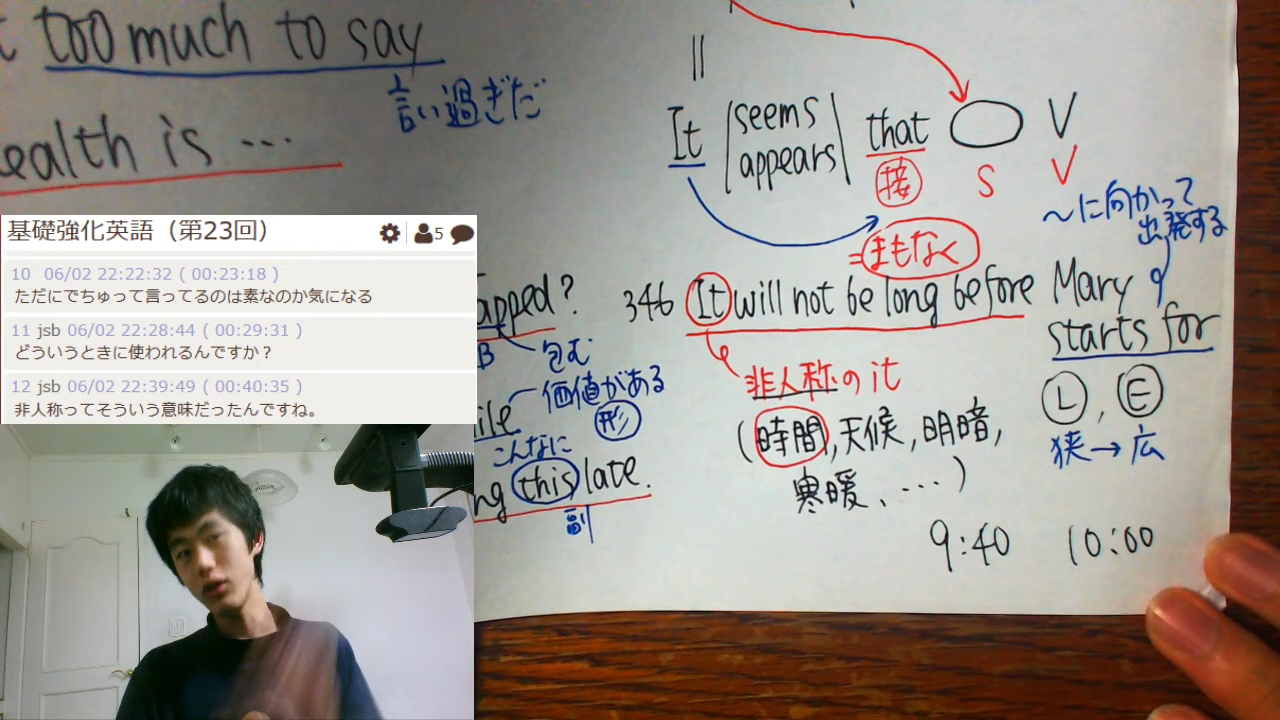 t too much to say
言い過ぎだ
ealth is ...
=
It seems that ○ V
appears
接 S V
〜に向かって
出発する
=まもなく
基礎強化英語（第23回）
5
10 06/02 22:22:32 ( 00:23:18 )
ただにでちゅって言ってるのは素なのか気になる
11 jsb 06/02 22:28:44 ( 00:29:31 )
どういうときに使われるんですか？
12 jsb 06/02 22:39:49 ( 00:40:35 )
非人称ってそういう意味だったんですね。
apped?
B 包む
価値がある
ile
形
こんなに
ng this late.
副
346 It will not be long before Mary
starts for
非人称の it
(時間, 天候, 明暗,
寒暖、...)
L, E
狭→広
9:40 10:00